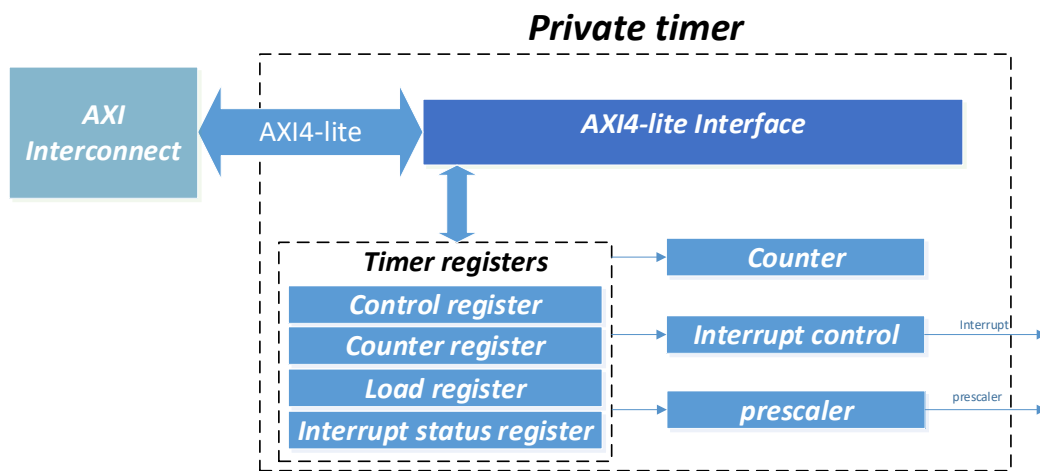 Private timer
AXI
Interconnect
AXI4-lite
AXI4-lite Interface
Timer registers
Control register
Counter register
Load register
Interrupt status register
Counter
Interrupt control
Interrupt
prescaler
prescaler